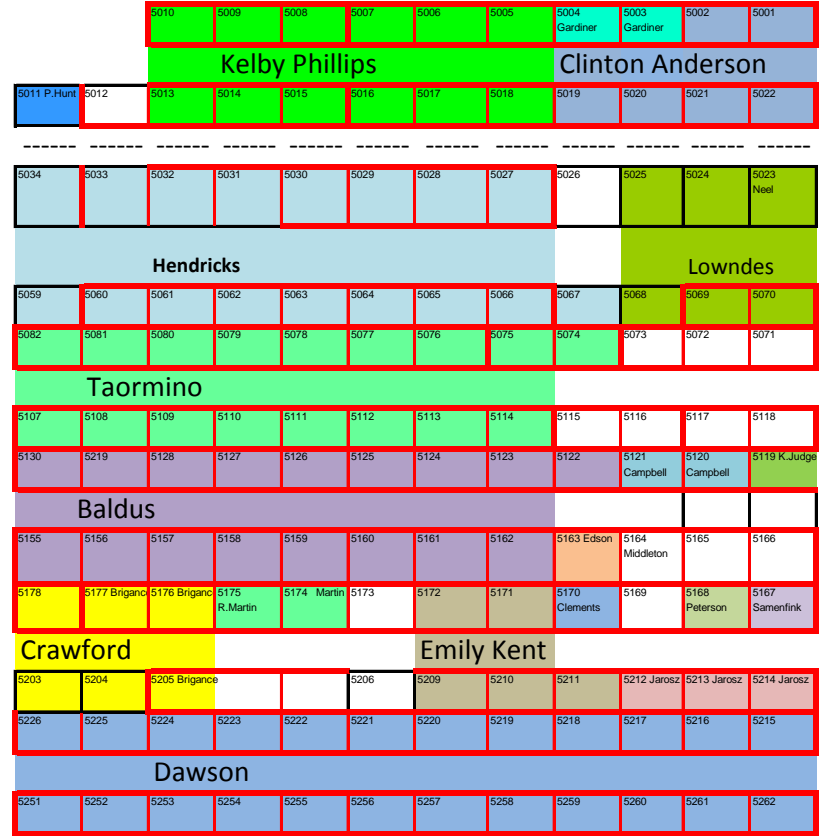 5010 5009 5008 5007 5006 5005 5004 5003 5002 5001
Gardiner Gardiner
Kelby Phillips Clinton Anderson
5011 P.Hunt 5012 5013 5014 5015 5016 5017 5018 5019 5020 5021 5022
------ ------ ------ ------ ------ ------ ------ ------ ------ ------ ------ ------
5034 5033 5032 5031 5030 5029 5028 5027 5026 5025 5024 5023
Neel
Hendricks Lowndes
5059 5060 5061 5062 5063 5064 5065 5066 5067 5068 5069 5070
5082 5081 5080 5079 5078 5077 5076 5075 5074 5073 5072 5071
Taormino
5107 5108 5109 5110 5111 5112 5113 5114 5115 5116 5117 5118
5130 5219 5128 5127 5126 5125 5124 5123 5122 5121 5120 5119 K.Judge
Campbell Campbell
Baldus
5155 5156 5157 5158 5159 5160 5161 5162 5163 Edson 5164 5165 5166
Middleton
5178 5177 Briganc 5176 Briganc 5175 5174 Martin 5173 5172 5171 5170 5169 5168 5167
R.Martin Clements Peterson Samenfink
Crawford Emily Kent
5203 5204 5205 Brigance 5206 5209 5210 5211 5212 Jarosz 5213 Jarosz 5214 Jarosz
5226 5225 5224 5223 5222 5221 5220 5219 5218 5217 5216 5215
Dawson
5251 5252 5253 5254 5255 5256 5257 5258 5259 5260 5261 5262